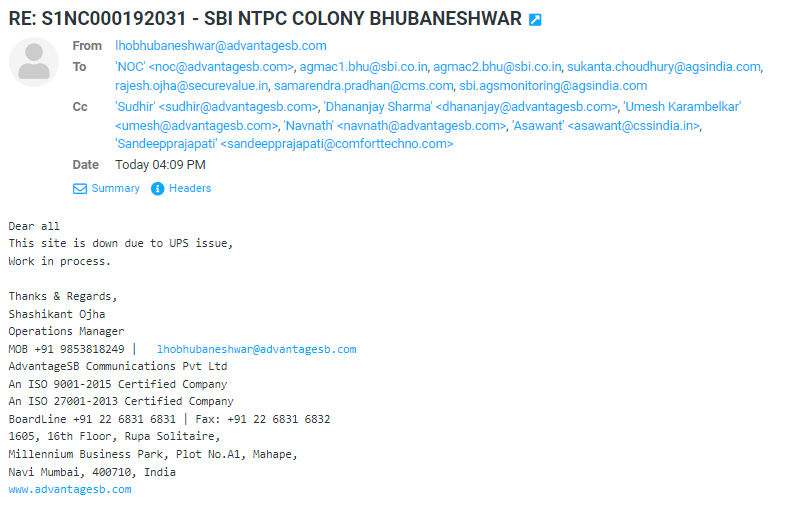 RE: S1NC000192031 - SBI NTPC COLONY BHUBANESHWAR
From lhobhubaneshwar@advantagesb.com
To 'NOC' <noc@advantagesb.com>, agmac1.bhu@sbi.co.in, agmac2.bhu@sbi.co.in, sukanta.choudhury@agsindia.com,
rajesh.ojha@securevalue.in, samarendra.pradhan@cms.com, sbi.agsmonitoring@agsindia.com
Cc 'Sudhir' <sudhir@advantagesb.com>, 'Dhananjay Sharma' <dhananjay@advantagesb.com>, 'Umesh Karambelkar'
<umesh@advantagesb.com>, 'Navnath' <navnath@advantagesb.com>, 'Asawant' <asawant@cssindia.in>,
'Sandeepprajapati' <sandeepprajapati@comforttechno.com>
Date Today 04:09 PM
Summary Headers
Dear all
This site is down due to UPS issue,
Work in process.
Thanks & Regards,
Shashikant Ojha
Operations Manager
MOB +91 9853818249 | lhobhubaneshwar@advantagesb.com
AdvantageSB Communications Pvt Ltd
An ISO 9001-2015 Certified Company
An ISO 27001-2013 Certified Company
BoardLine +91 22 6831 6831 | Fax: +91 22 6831 6832
1605, 16th Floor, Rupa Solitaire,
Millennium Business Park, Plot No.A1, Mahape,
Navi Mumbai, 400710, India
www.advantagesb.com